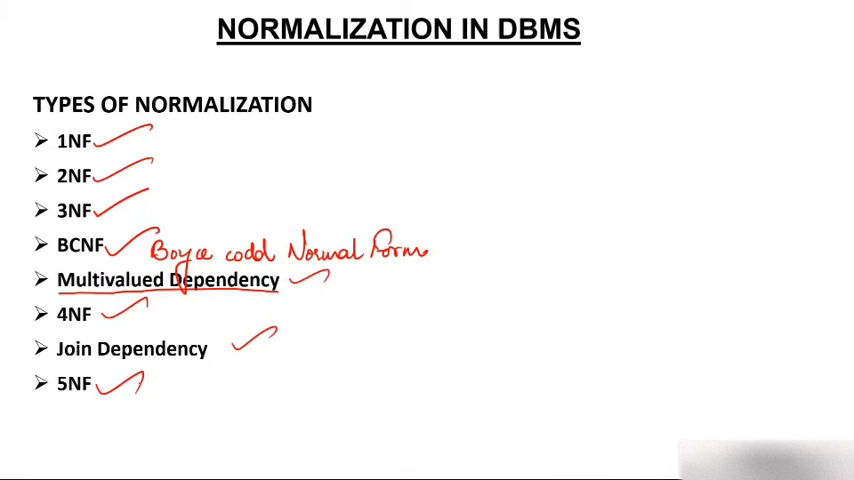 NORMALIZATION IN DBMS
TYPES OF NORMALIZATION
➢ 1NF
➢ 2NF
➢ 3NF
➢ BCNF Boyce codd Normal Form
➢ Multivalued Dependency
➢ 4NF
➢ Join Dependency
➢ 5NF